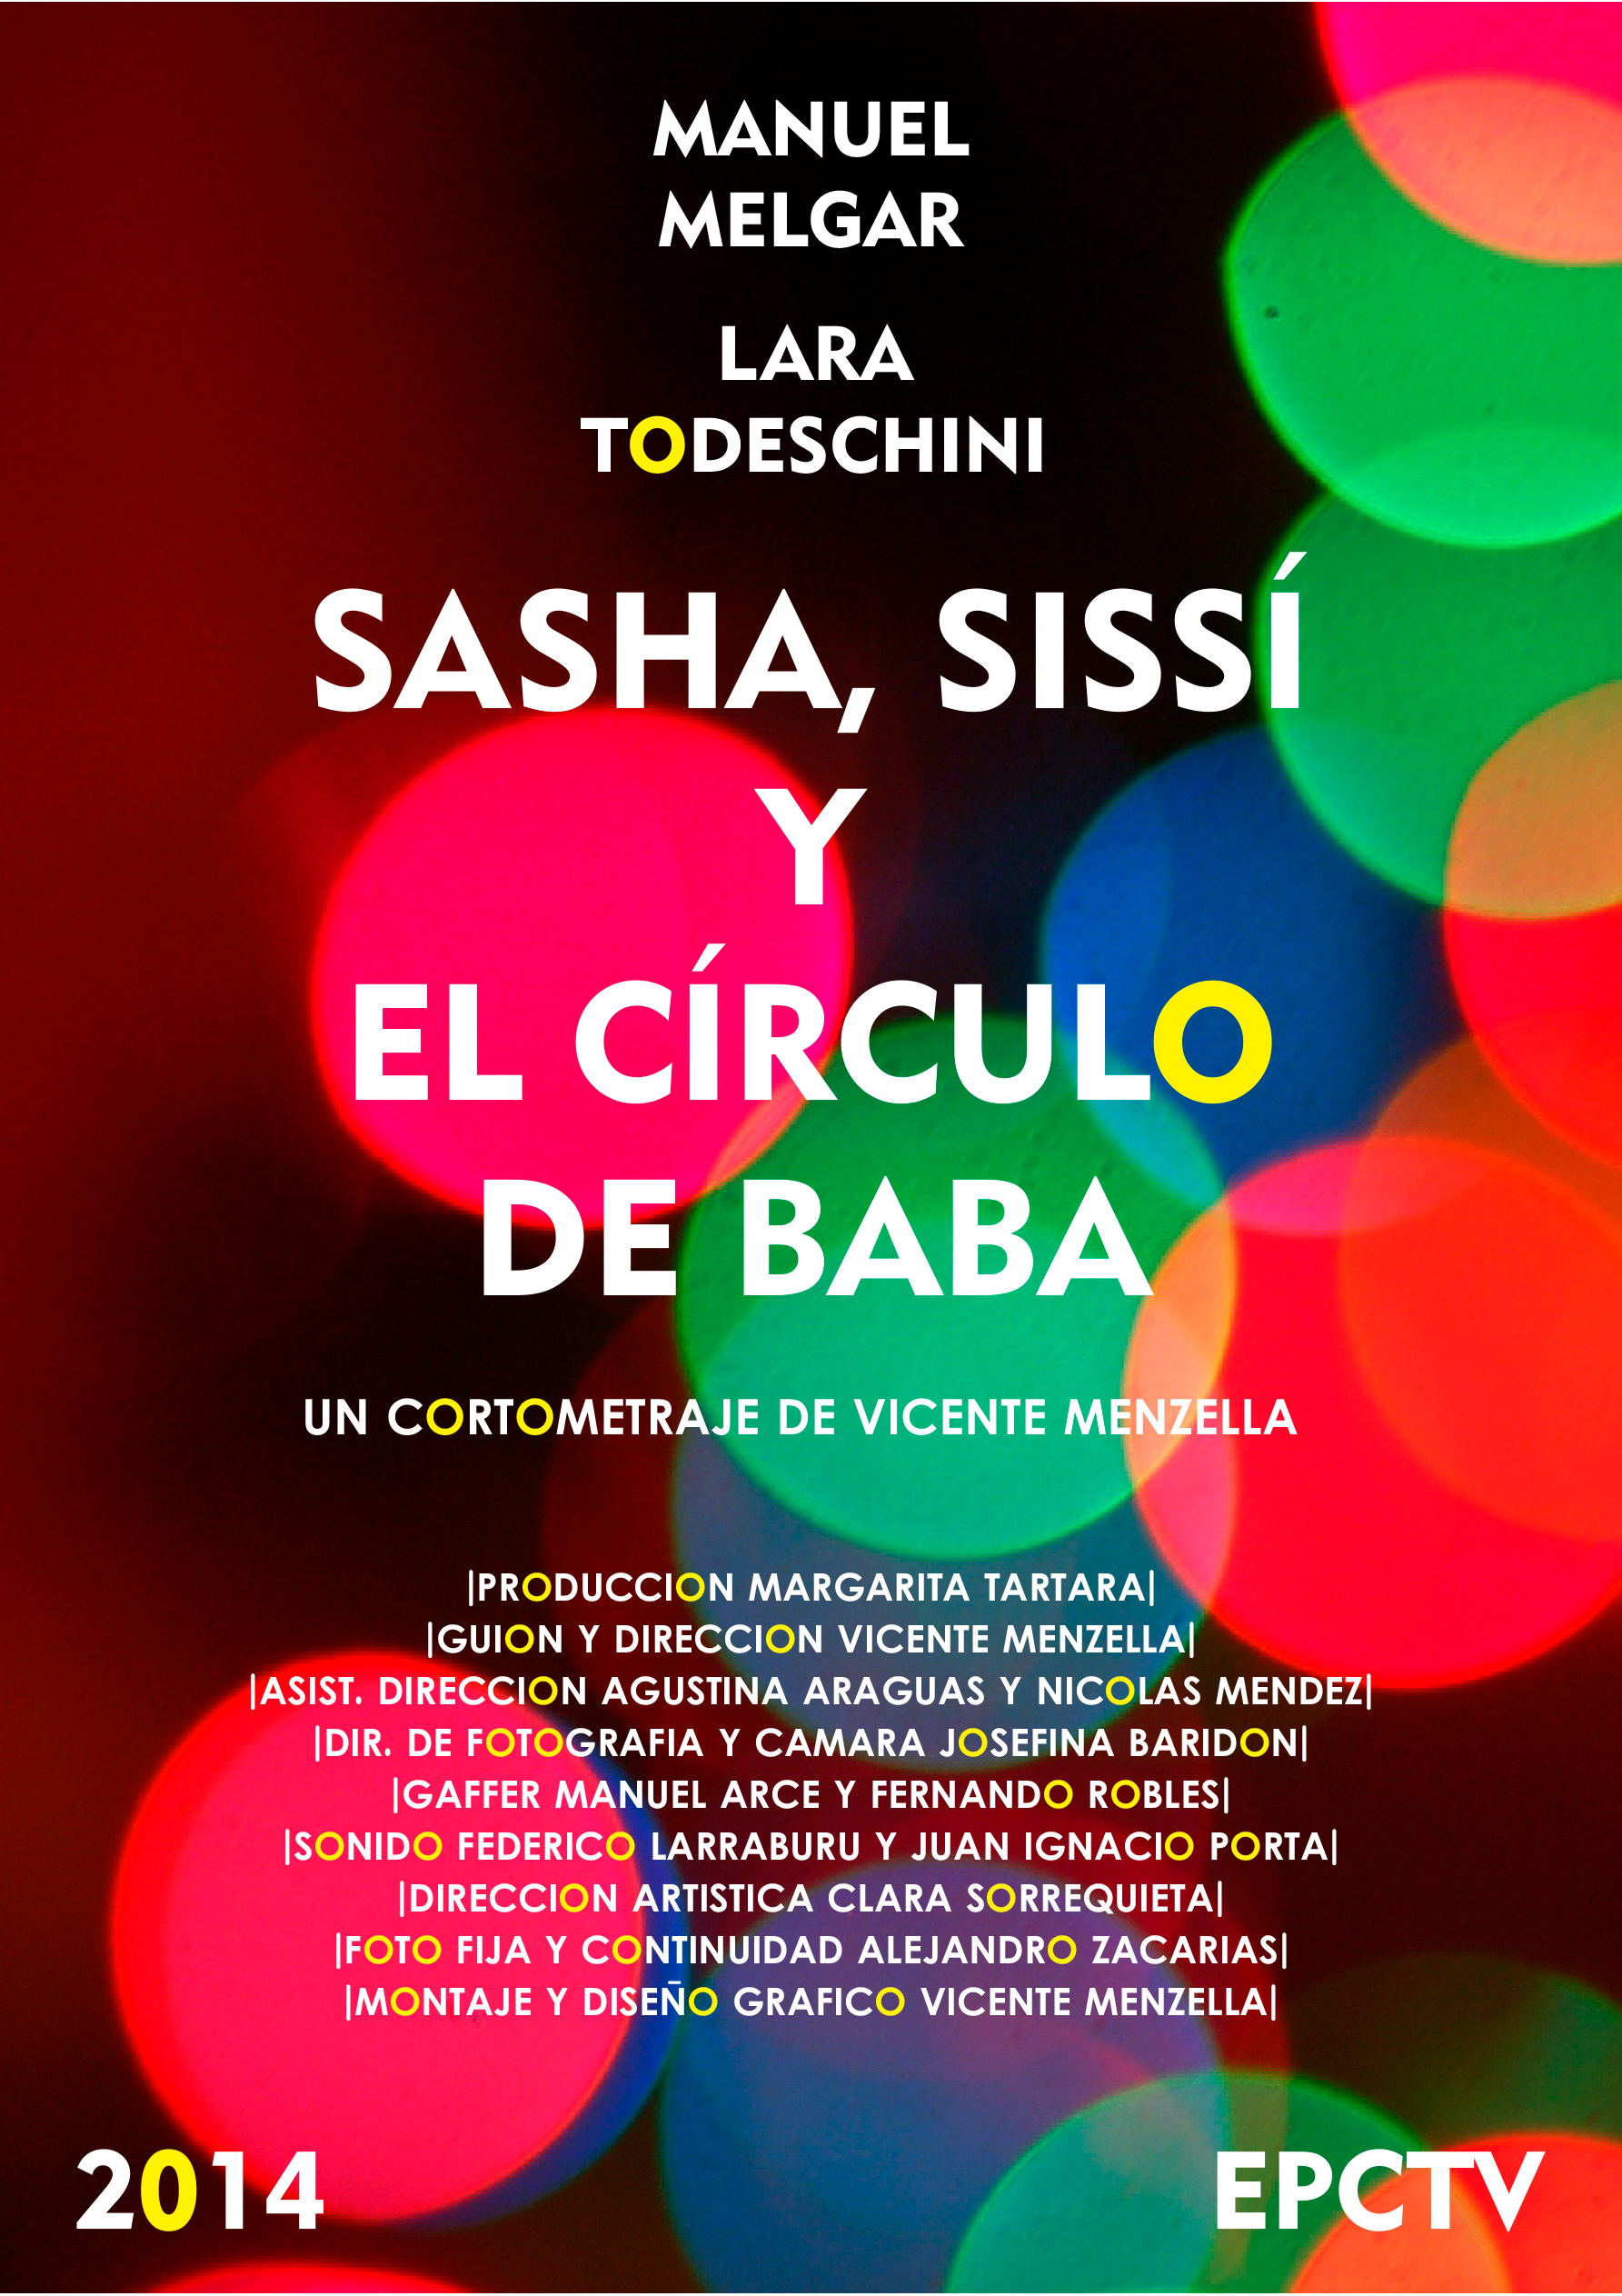 MANUEL
MELGAR
LARA
TODESCHINI
SASHA, SISSÍ
Y
EL CÍRCULO
DE BABA
UN CORTOMETRAJE DE VICENTE MENZELLA
|PRODUCCION MARGARITA TARTARA|
|GUION Y DIRECCION VICENTE MENZELLA|
|ASIST. DIRECCION AGUSTINA ARAGUAS Y NICOLAS MENDEZ|
|DIR. DE FOTOGRAFIA Y CAMARA JOSEFINA BARIDON|
|GAFFER MANUEL ARCE Y FERNANDO ROBLES|
|SONIDO FEDERICO LARRABURU Y JUAN IGNACIO PORTA|
|DIRECCION ARTISTICA CLARA SORREQUIETA|
|FOTO FIJA Y CONTINUIDAD ALEJANDRO ZACARIAS|
|MONTAJE Y DISEÑO GRAFICO VICENTE MENZELLA|
2014
EPCTV